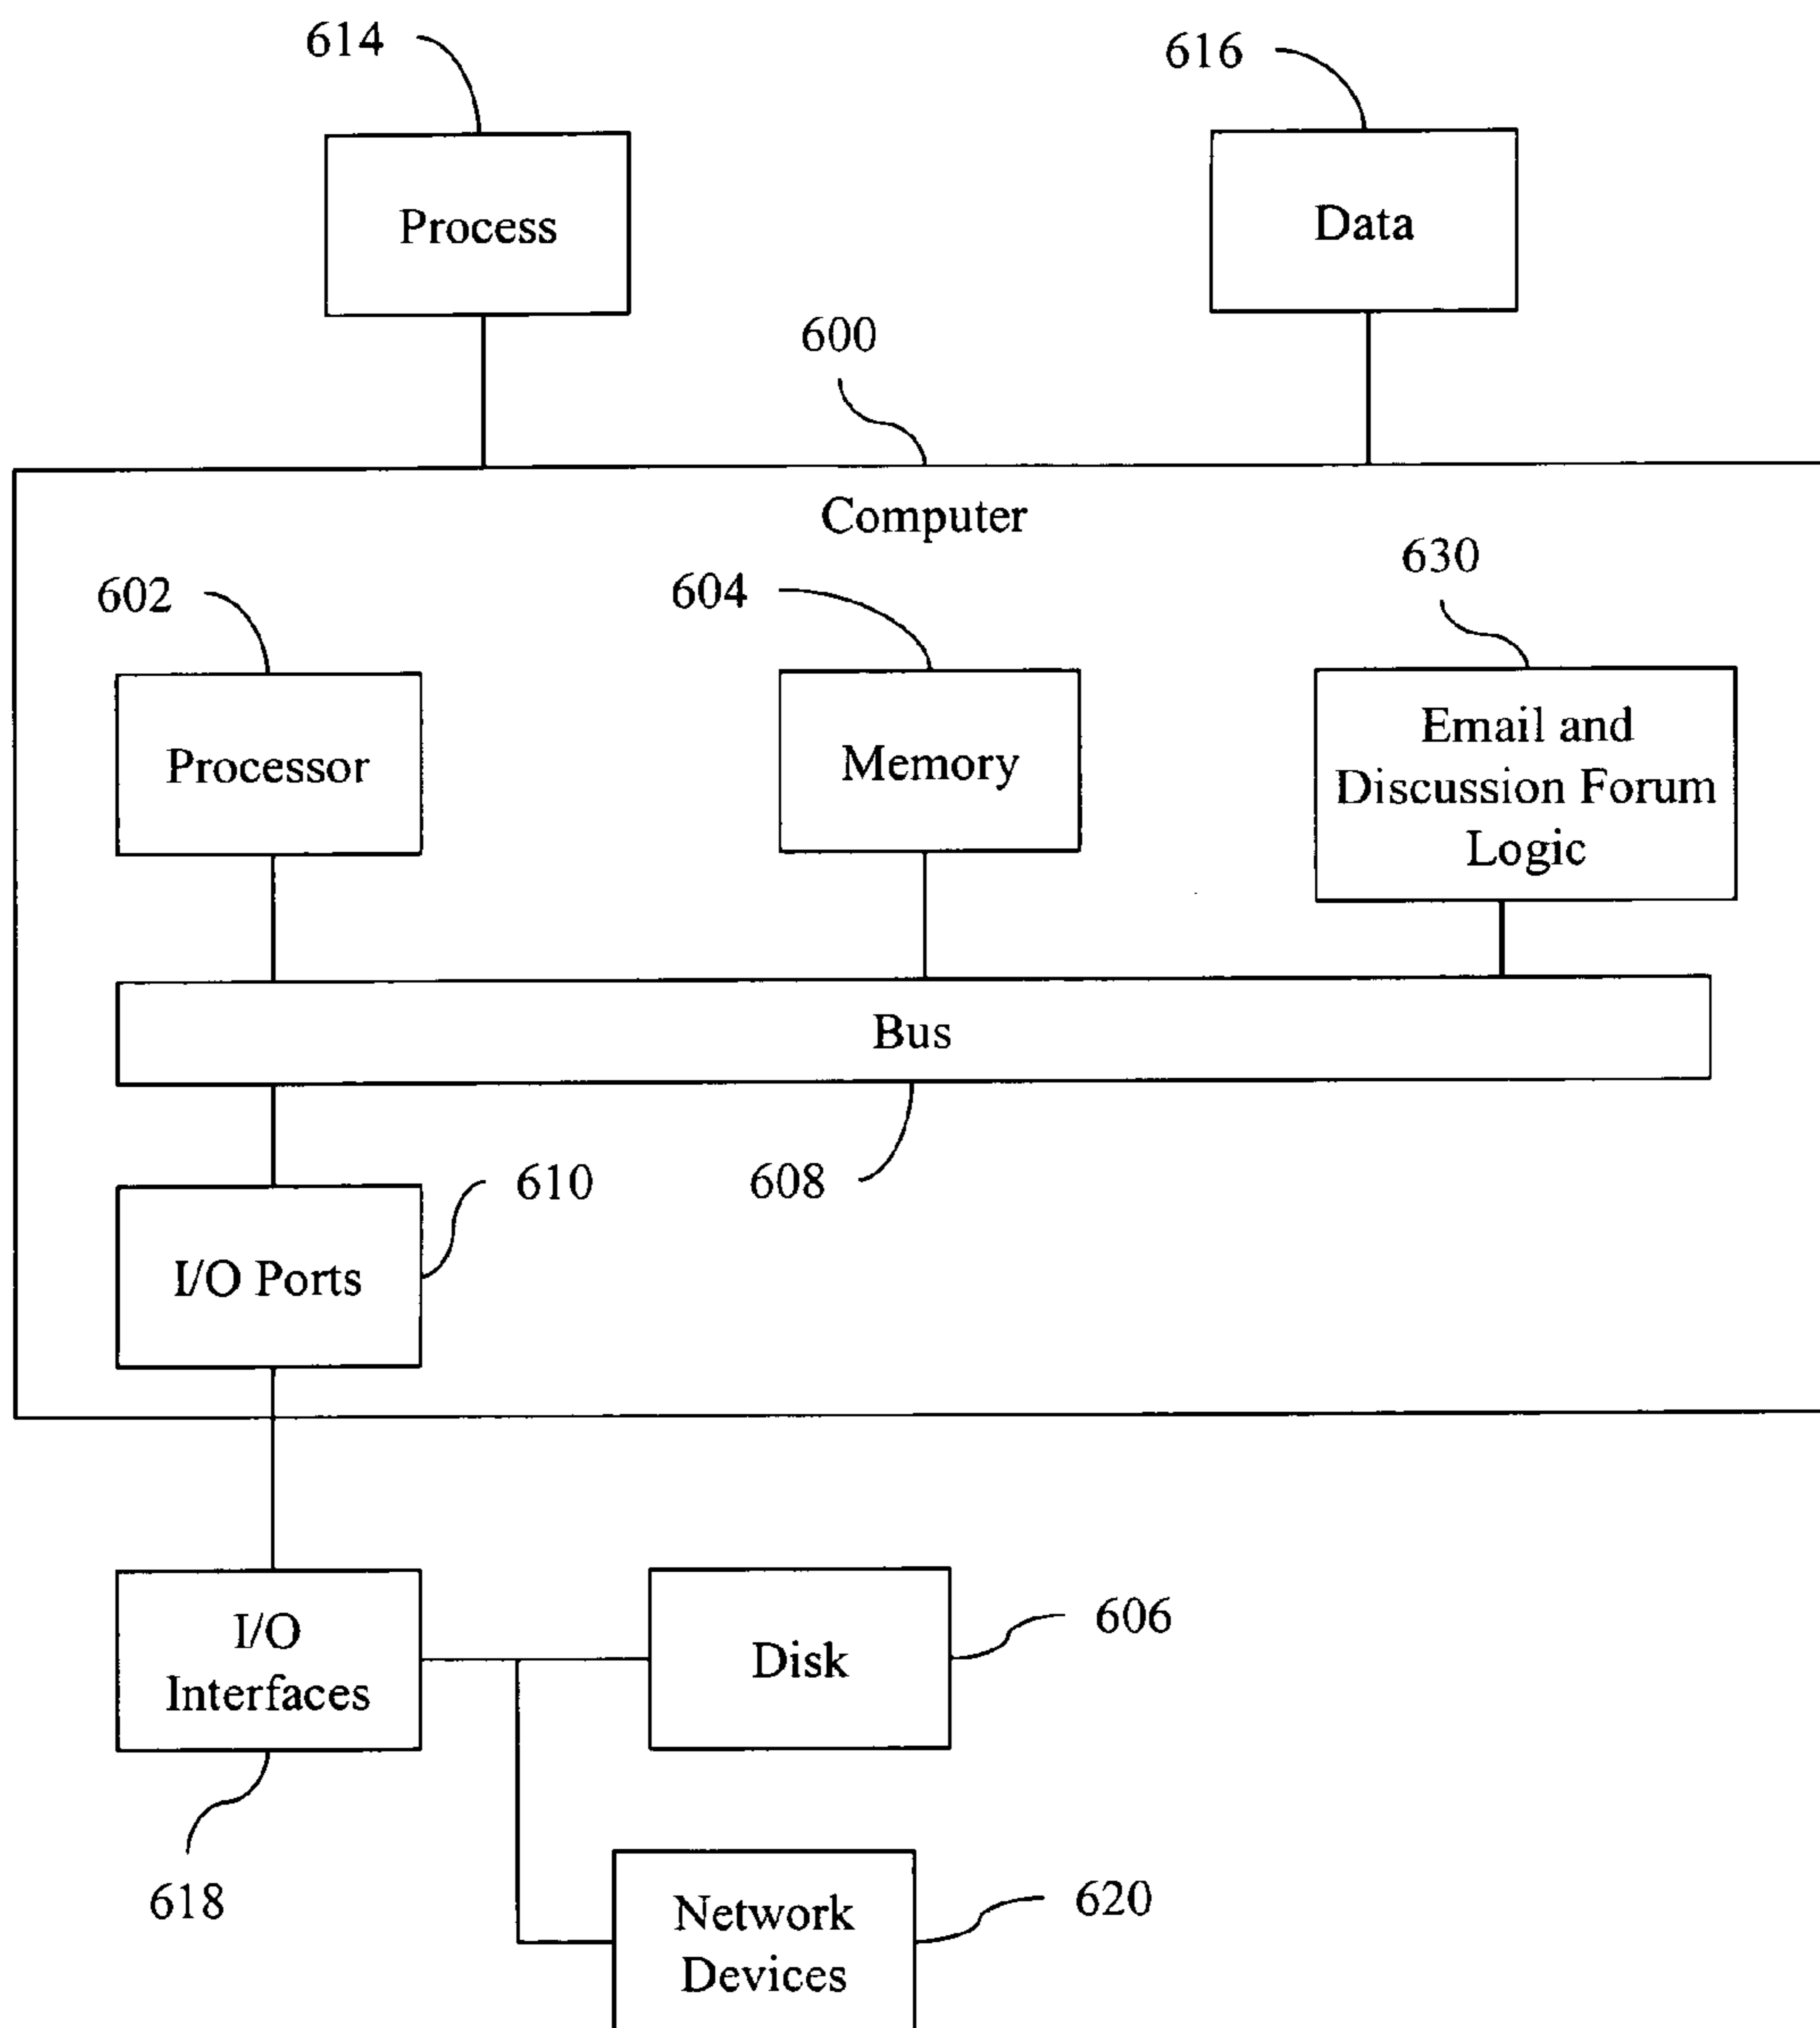 614
616
Process
Data
600
Computer
602
604
630
Processor
Memory
Email and
Discussion Forum
Logic
Bus
610
608
I/O Ports
I/O
Interfaces
Disk
606
618
Network
Devices
620